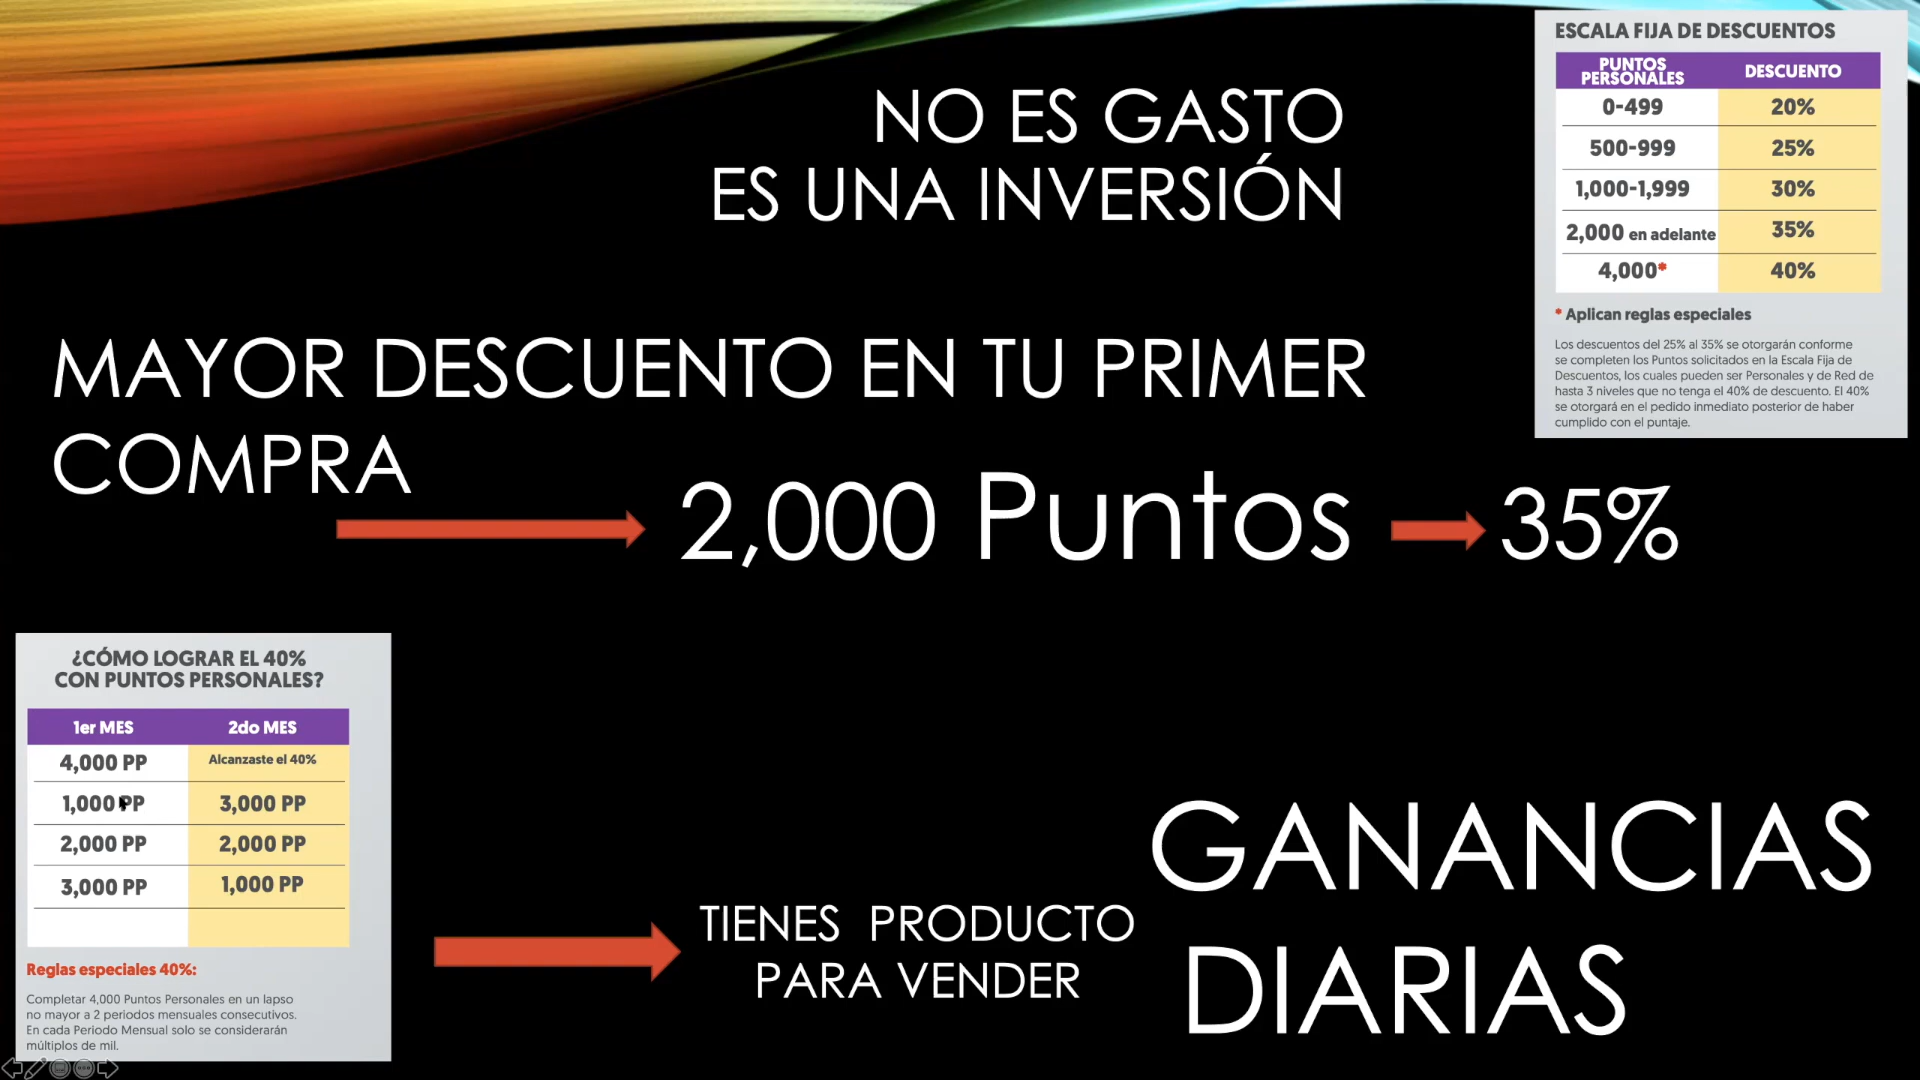 NO ES GASTO
ES UNA INVERSIÓN
ESCALA FIJA DE DESCUENTOS
PUNTOS PERSONALES DESCUENTO
0-499 20%
500-999 25%
1,000-1,999 30%
2,000 en adelante 35%
4,000* 40%
* Aplican reglas especiales
Los descuentos del 25% al 35% se otorgarán conforme
se completen los Puntos solicitados en la Escala Fija de
Descuentos, los cuales pueden ser Personales y de Red de
hasta 3 niveles que no tenga el 40% de descuento. El 40%
se otorgará en el pedido inmediato posterior de haber
cumplido con el puntaje.
MAYOR DESCUENTO EN TU PRIMER
COMPRA
2,000 Puntos 35%
¿CÓMO LOGRAR EL 40%
CON PUNTOS PERSONALES?
1er MES 2do MES
4,000 PP Alcanzaste el 40%
1,000 PP 3,000 PP
2,000 PP 2,000 PP
3,000 PP 1,000 PP
Reglas especiales 40%:
Completar 4,000 Puntos Personales en un lapso
no mayor a 2 periodos mensuales consecutivos.
En cada Periodo Mensual solo se considerarán
múltiplos de mil.
TIENES PRODUCTO
PARA VENDER
GANANCIAS
DIARIAS